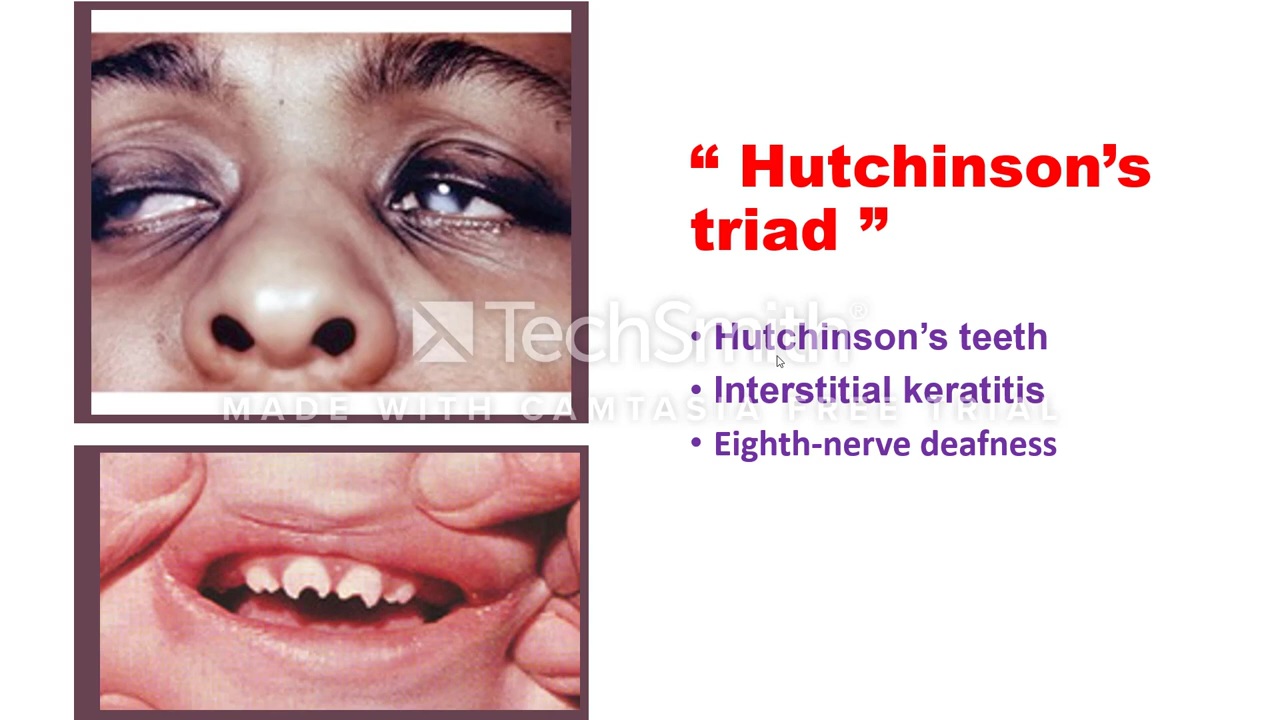 “ Hutchinson’s
triad ”
• Hutchinson’s teeth
• Interstitial keratitis
• Eighth-nerve deafness
TechSmith®
MADE WITH CAMTASIA FREE TRIAL